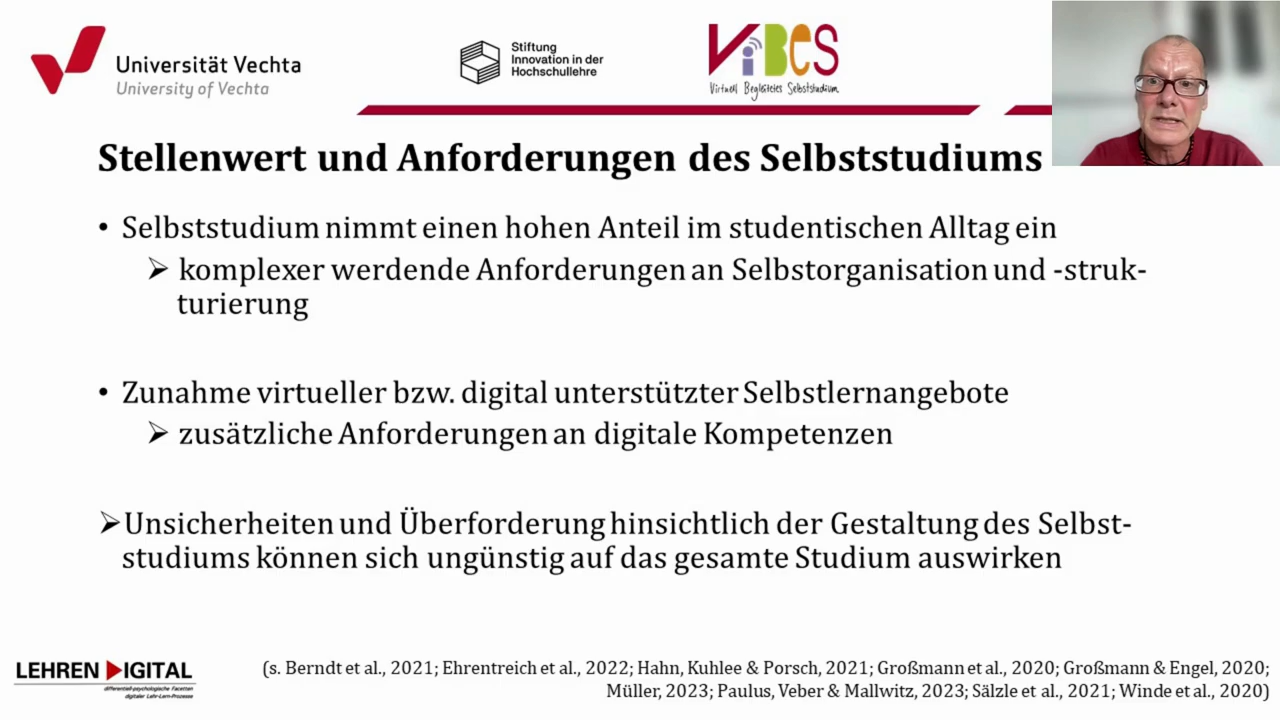 Universität Vechta
University of Vechta
Stiftung
Innovation in der
Hochschullehre
ViBeS
Virtuell Begleitetes Selbststudium
Stellenwert und Anforderungen des Selbststudiums
• Selbststudium nimmt einen hohen Anteil im studentischen Alltag ein
➢ komplexer werdende Anforderungen an Selbstorganisation und -struk-
turierung
• Zunahme virtueller bzw. digital unterstützter Selbstlernangebote
➢ zusätzliche Anforderungen an digitale Kompetenzen
➢Unsicherheiten und Überforderung hinsichtlich der Gestaltung des Selbst-
studiums können sich ungünstig auf das gesamte Studium auswirken
LEHREN DIGITAL
differentiell-psychologische Facetten
digitaler Lehr-Lern-Prozesse
(s. Berndt et al., 2021; Ehrentreich et al., 2022; Hahn, Kuhlee & Porsch, 2021; Großmann et al., 2020; Großmann & Engel, 2020;
Müller, 2023; Paulus, Veber & Mallwitz, 2023; Sälzle et al., 2021; Winde et al., 2020)